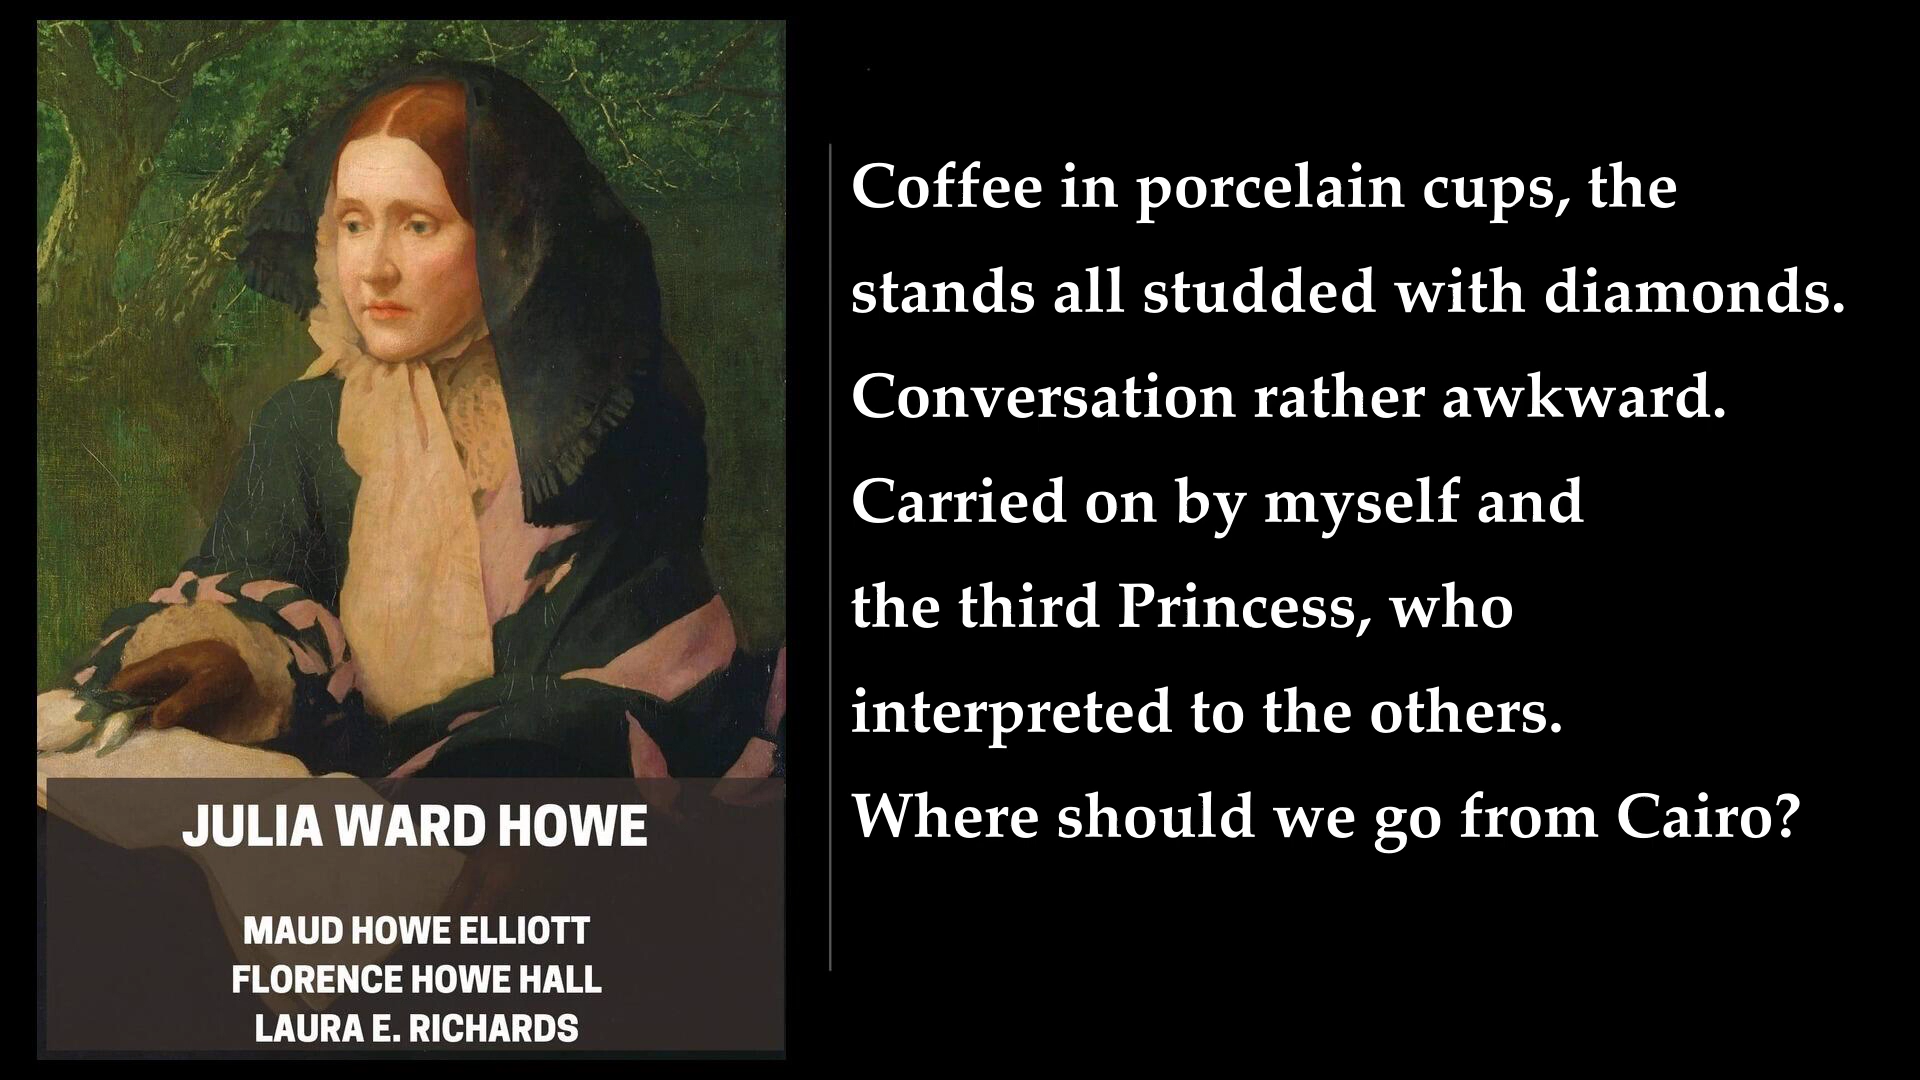 JULIA WARD HOWE
MAUD HOWE ELLIOTT
FLORENCE HOWE HALL
LAURA E. RICHARDS
Coffee in porcelain cups, the
stands all studded with diamonds.
Conversation rather awkward.
Carried on by myself and
the third Princess, who
interpreted to the others.
Where should we go from Cairo?